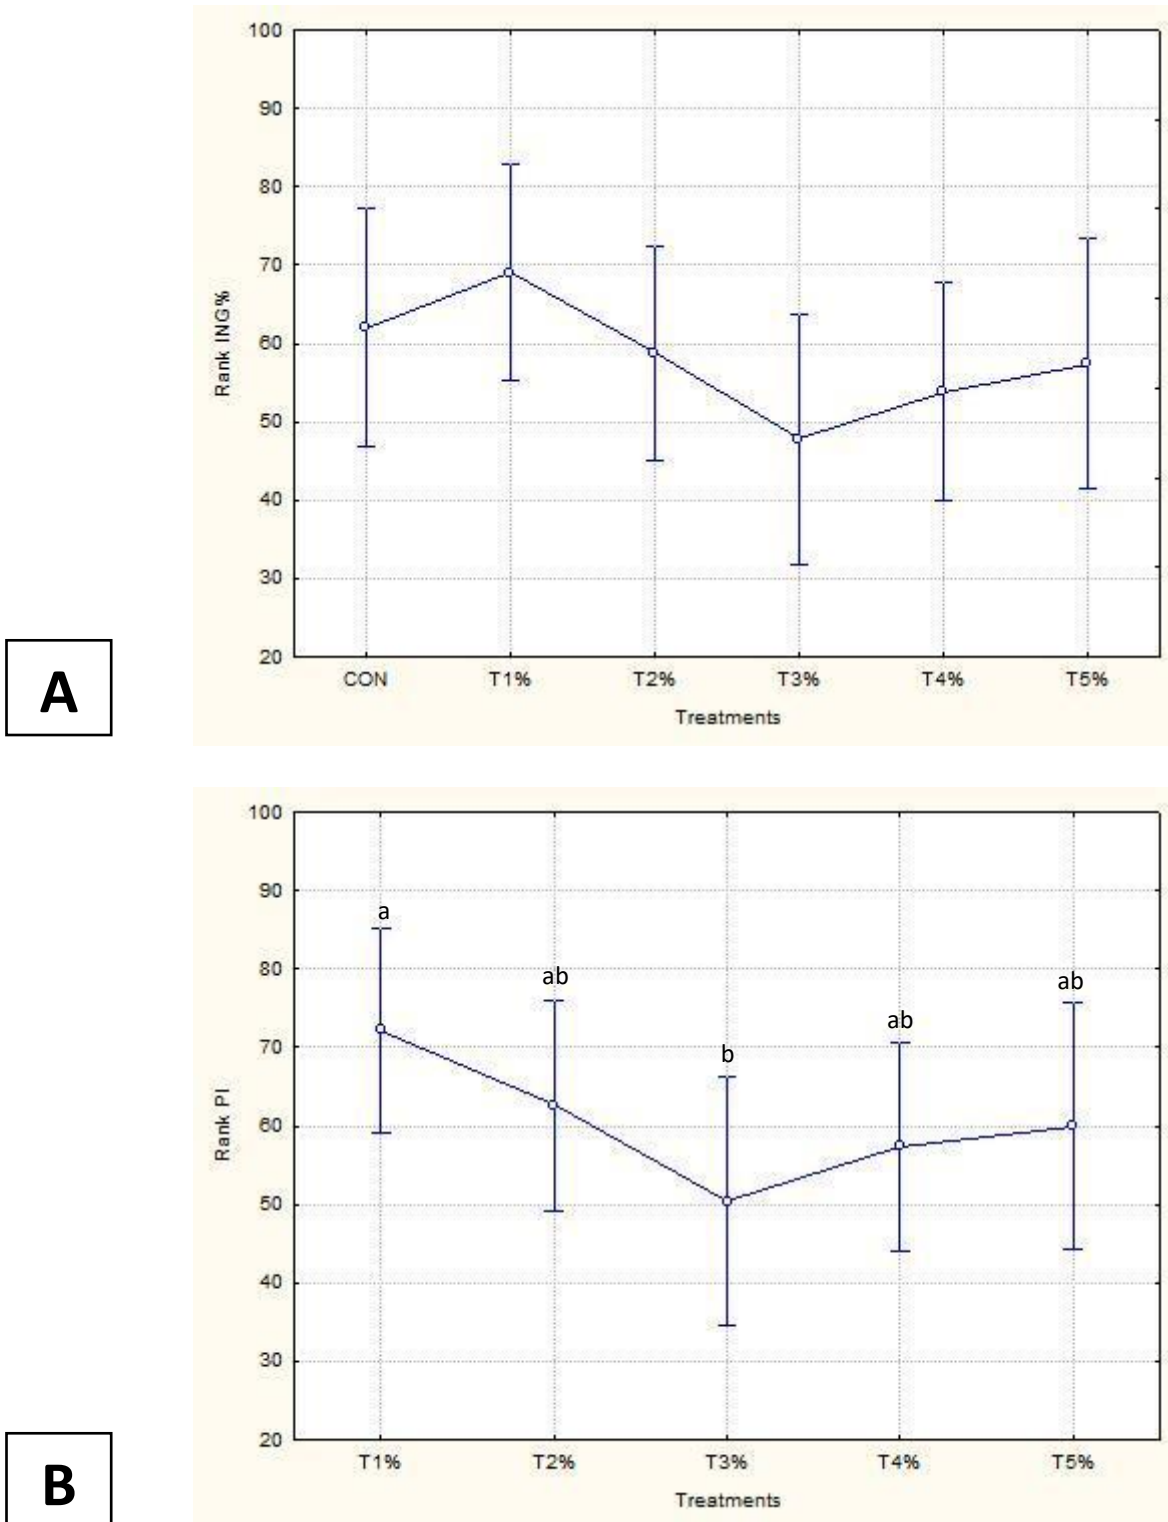 100
90
80
70
60
50
40
30
20
Rank ING%
CON T1% T2% T3% T4% T5%
Treatments
A
100
90
80
70
60
50
40
30
20
Rank PI
a
ab
b
ab
ab
T1% T2% T3% T4% T5%
Treatments
B